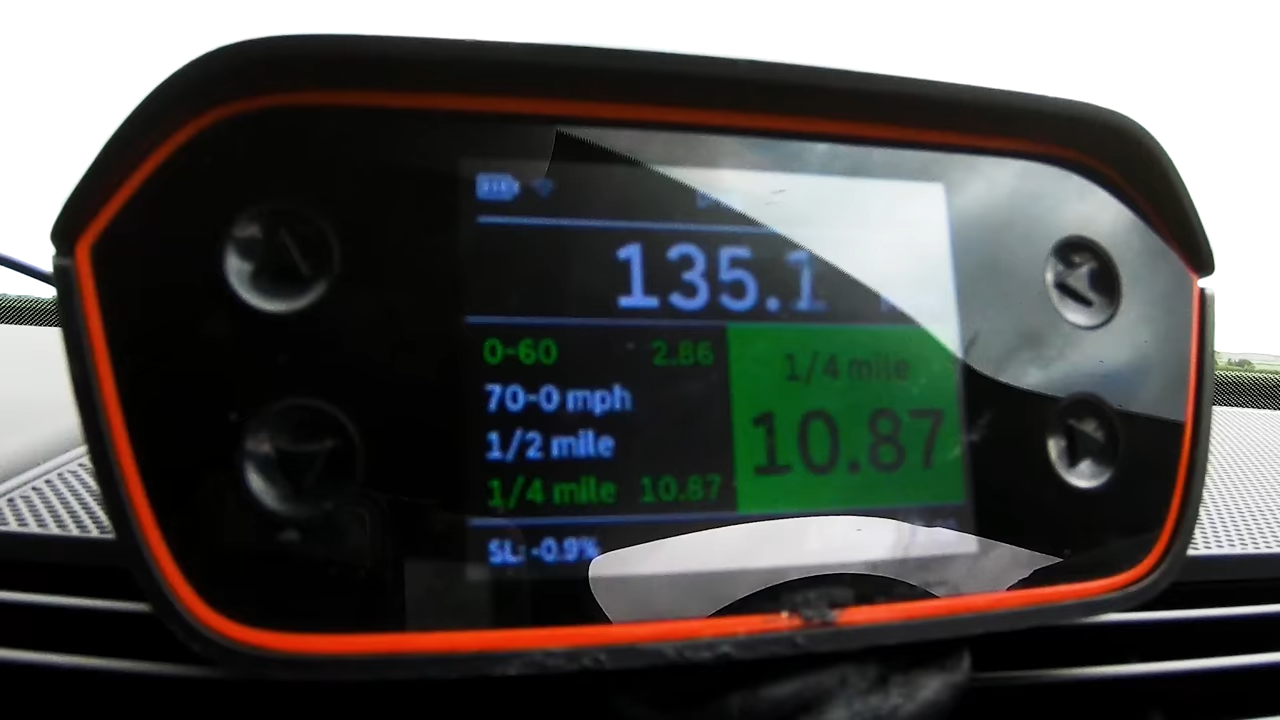 135.1
0-60 2.86
70-0 mph
1/2 mile
1/4 mile 10.87
1/4 mile
10.87
SL: -0.9%